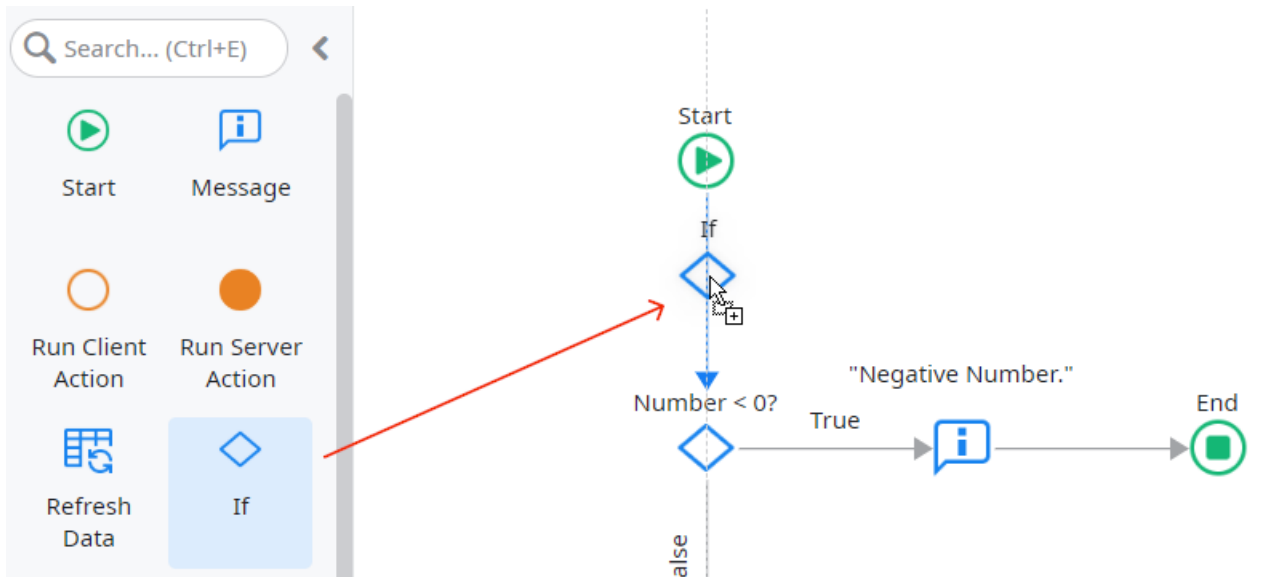 Search... (Ctrl+E)
Start
Message
Run Client
Action
Run Server
Action
Refresh
Data
If
Start
If
Number < 0?
True
"Negative Number."
End
alse